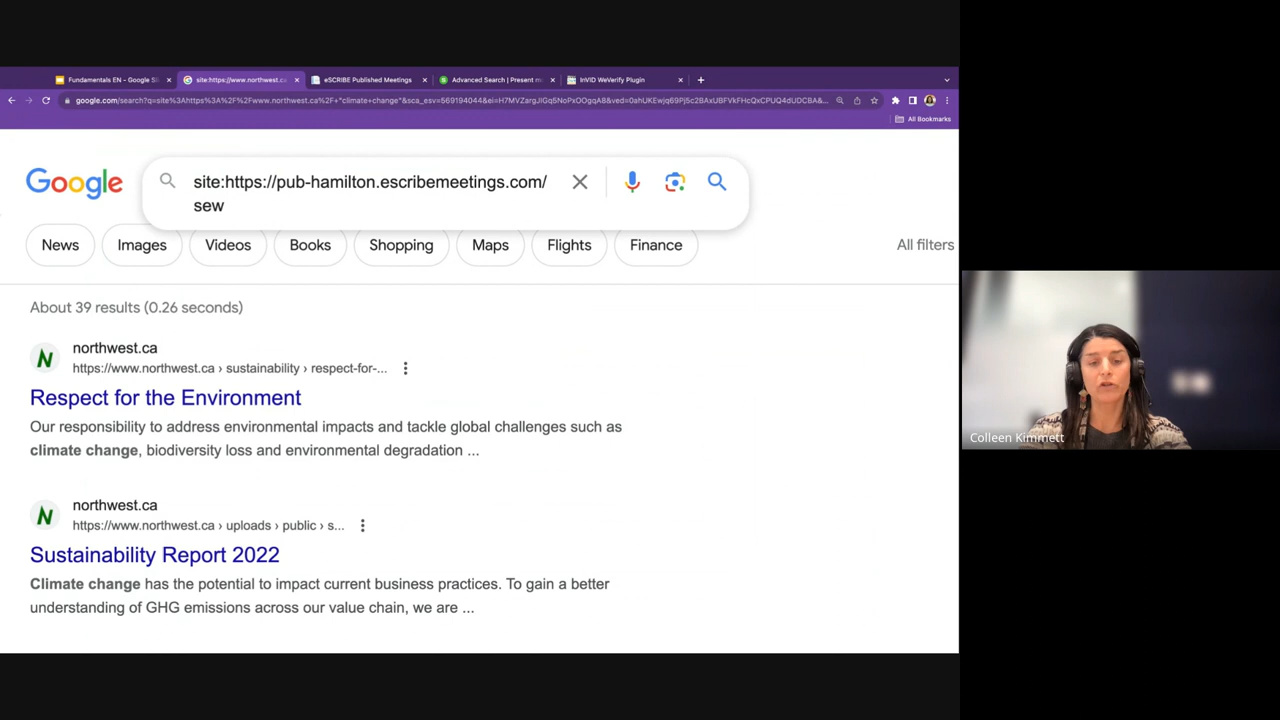 Fundamentals EN - Google Sli
site:https://www.northwest.c
eSCRIBE Published Meetings
Advanced Search | Present m
InVID WeVerify Plugin
All Bookmarks
Google
site:https://pub-hamilton.escribemeetings.com/
sew
News
Images
Videos
Books
Shopping
Maps
Flights
Finance
All filters
About 39 results (0.26 seconds)
northwest.ca
https://www.northwest.ca › sustainability › respect-for-...
Respect for the Environment
Our responsibility to address environmental impacts and tackle global challenges such as
climate change, biodiversity loss and environmental degradation ...
northwest.ca
https://www.northwest.ca › uploads › public › s...
Sustainability Report 2022
Climate change has the potential to impact current business practices. To gain a better
understanding of GHG emissions across our value chain, we are ...
Colleen Kimmett